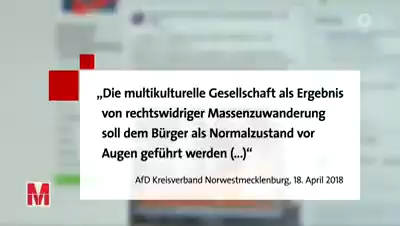 „Die multikulturelle Gesellschaft als Ergebnis
von rechtswidriger Massenzuwanderung
soll dem Bürger als Normalzustand vor
Augen geführt werden (...)“
AfD Kreisverband Norwestmecklenburg, 18. April 2018
M